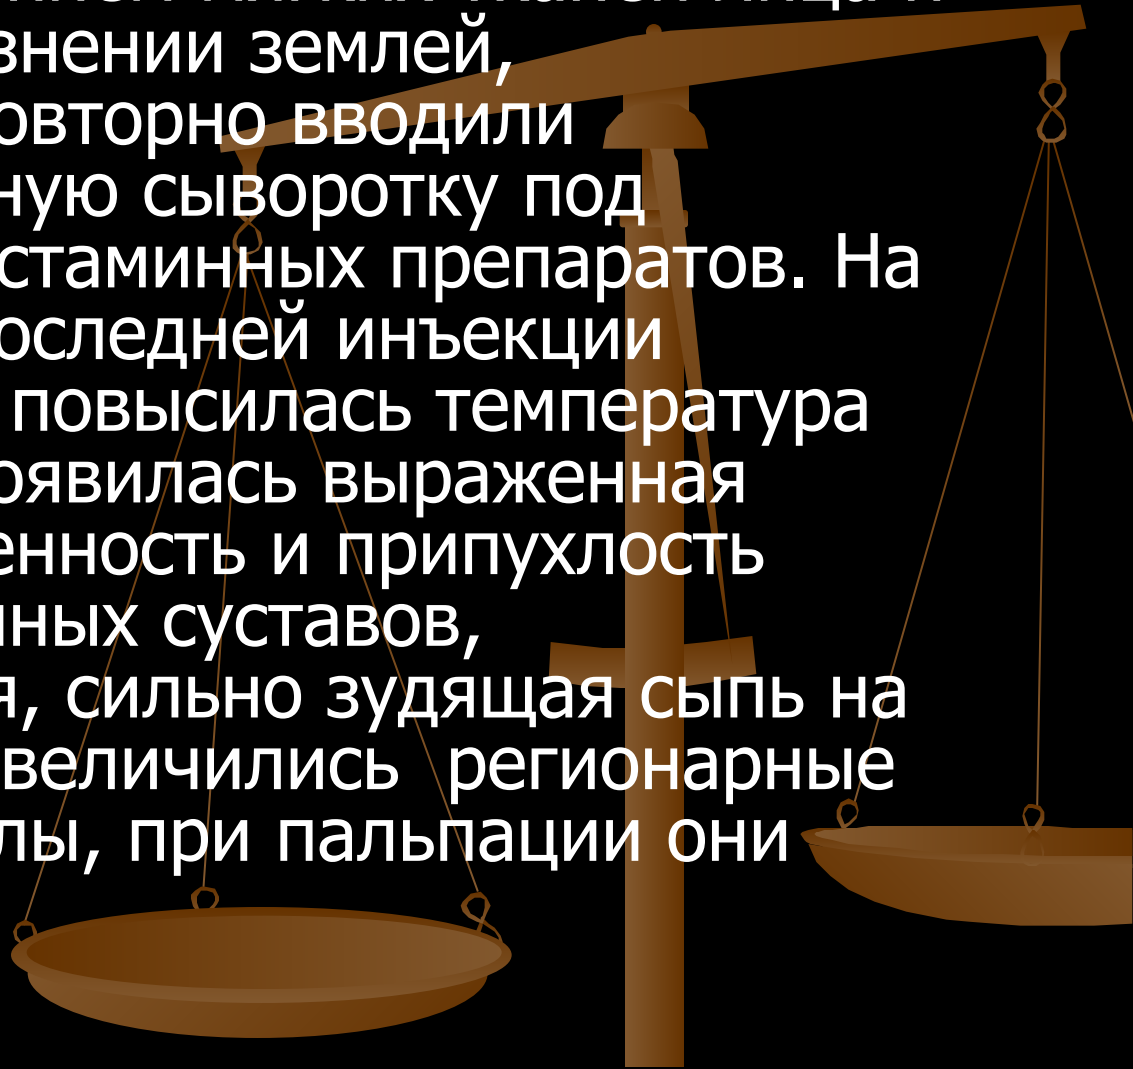 знении землей,
овторно вводили
ную сыворотку под
стаминных препаратов. На
оследней инъекции
повысилась температура
оявилась выраженная
енность и припухлость
ных суставов,
я, сильно зудящая сыпь на
величились регионарные
лы, при пальпации они